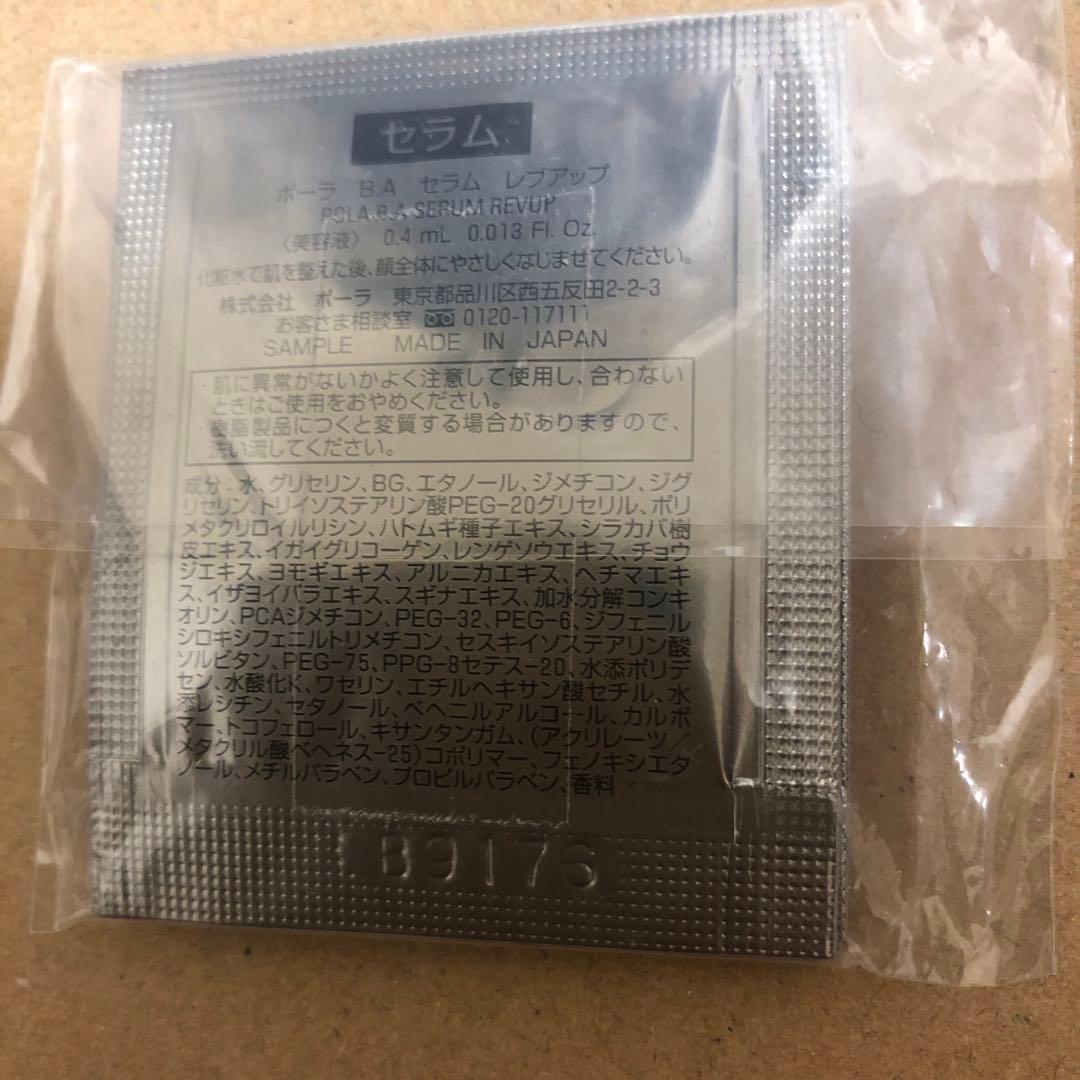 セラム
ポーラ B.A セラム レブアップ
POLA B.A SERUM REVUP
〈美容液〉 0.4 mL 0.013 Fl. Oz.
化粧水で肌を整えた後、顔全体にやさしくなじませてください。
株式会社 ポーラ 東京都品川区西五反田2-2-3
お客さま相談室 0120-117111
SAMPLE MADE IN JAPAN
・肌に異常がないかよく注意して使用し、合わない
ときはご使用をおやめください。
・樹脂製品につくと変質する場合がありますので、
洗い流してください。
成分:水、グリセリン、BG、エタノール、ジメチコン、ジグ
リセリン、トリイソステアリン酸PEG-20グリセリル、ポリ
メタクリロイルリシン、ハトムギ種子エキス、シラカバ樹
皮エキス、イガイグリコーゲン、レンゲソウエキス、チョウ
ジエキス、ヨモギエキス、アルニカエキス、ヘチマエキ
ス、イザヨイバラエキス、スギナエキス、加水分解コンキ
オリン、PCAジメチコン、PEG-32、PEG-6、ジフェニル
シロキシフェニルトリメチコン、セスキイソステアリン酸
ソルビタン、PEG-75、PPG-8セテス-20、水添ポリデ
セン、水酸化K、ワセリン、エチルヘキサン酸セチル、水
添レシチン、セタノール、ベヘニルアルコール、カルボ
マー、トコフェロール、キサンタンガム、(アクリレーツ/
メタクリル酸ベヘネス-25)コポリマー、フェノキシエタ
ノール、メチルパラベン、プロピルパラベン、香料
B9176